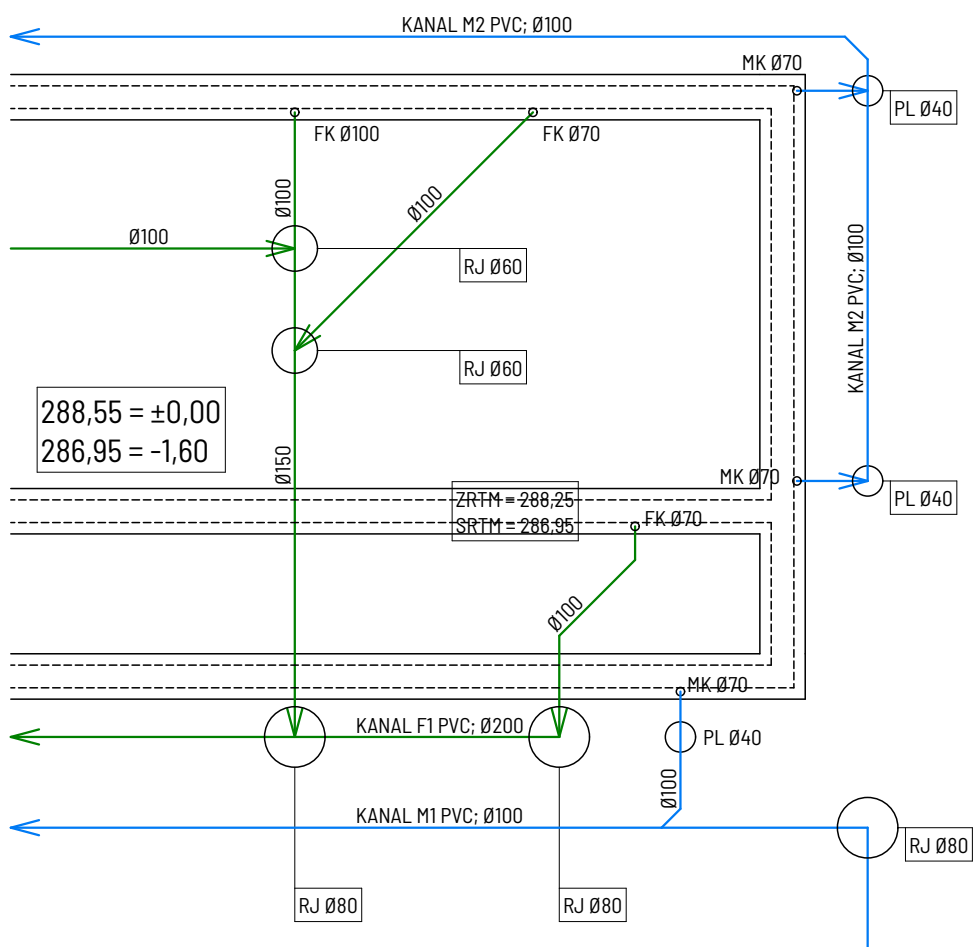 KANAL M2 PVC; Ø100
MK Ø70
PL Ø40
FK Ø100
FK Ø70
Ø100
Ø100
Ø100
RJ Ø60
KANAL M2 PVC; Ø100
RJ Ø60
288,55 = ±0,00
286,95 = -1,60
Ø150
MK Ø70
PL Ø40
ZRTM = 288,25
SRTM = 286,95
FK Ø70
Ø100
MK Ø70
KANAL F1 PVC; Ø200
PL Ø40
Ø100
KANAL M1 PVC; Ø100
RJ Ø80
RJ Ø80
RJ Ø80